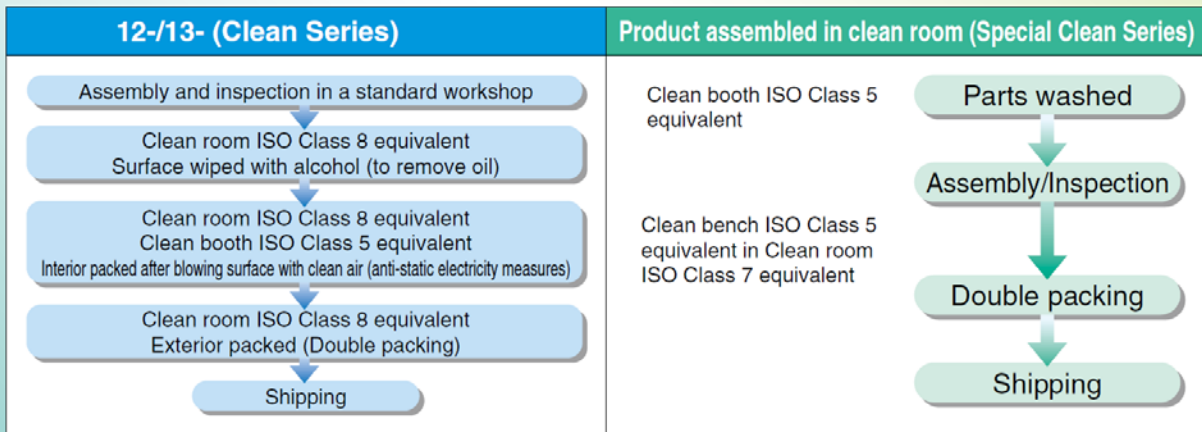 12-/13- (Clean Series)
Assembly and inspection in a standard workshop
Clean room ISO Class 8 equivalent
Surface wiped with alcohol (to remove oil)
Clean room ISO Class 8 equivalent
Clean booth ISO Class 5 equivalent
Interior packed after blowing surface with clean air (anti-static electricity measures)
Clean room ISO Class 8 equivalent
Exterior packed (Double packing)
Shipping
Product assembled in clean room (Special Clean Series)
Clean booth ISO Class 5
equivalent
Parts washed
Assembly/Inspection
Clean bench ISO Class 5
equivalent in Clean room
ISO Class 7 equivalent
Double packing
Shipping